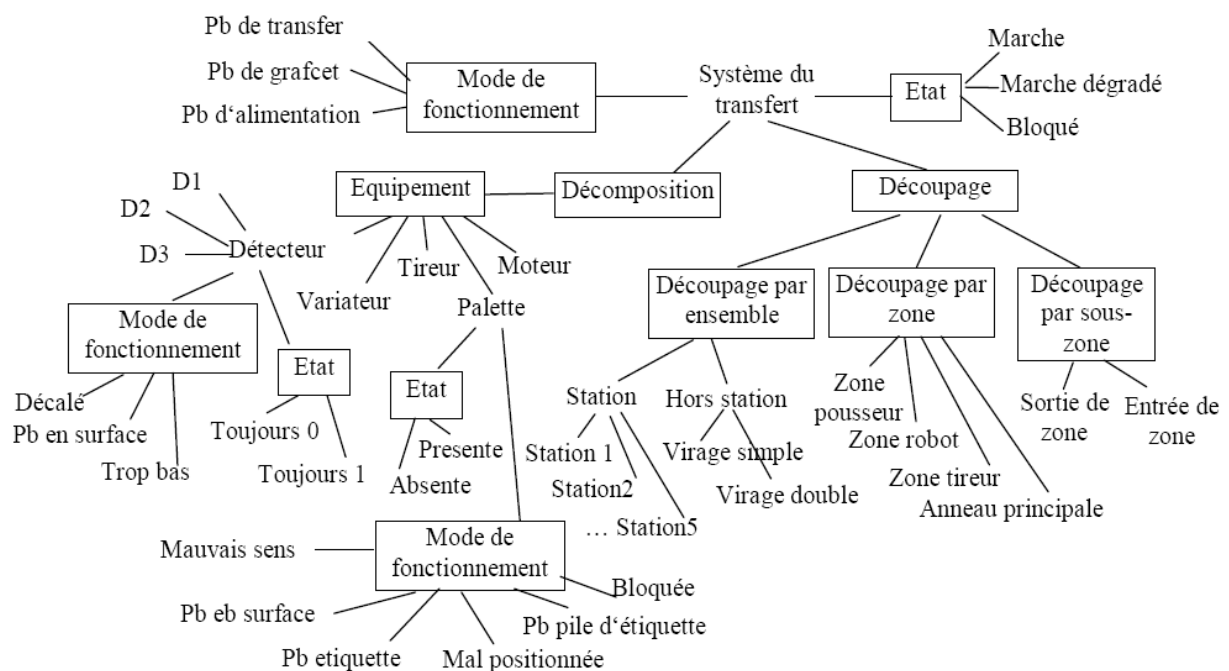 Pb de transfer
Pb de grafcet
Pb d‘alimentation
Mode de
fonctionnement
Système du
transfert
Etat
Marche
Marche dégradé
Bloqué
D1
D2
D3
Détecteur
Equipement
Décomposition
Découpage
Variateur
Tireur
Moteur
Palette
Mode de
fonctionnement
Etat
Décalé
Pb en surface
Trop bas
Toujours 0
Toujours 1
Etat
Presente
Absente
Découpage par
ensemble
Découpage par
zone
Découpage
par sous-
zone
Station
Hors station
Station 1
Station2
… Station5
Virage simple
Virage double
Zone
pousseur
Zone robot
Zone tireur
Anneau principale
Sortie de
zone
Entrée de
zone
Mode de
fonctionnement
Mauvais sens
Pb eb surface
Pb etiquette
Mal positionnée
Pb pile d‘étiquette
Bloquée